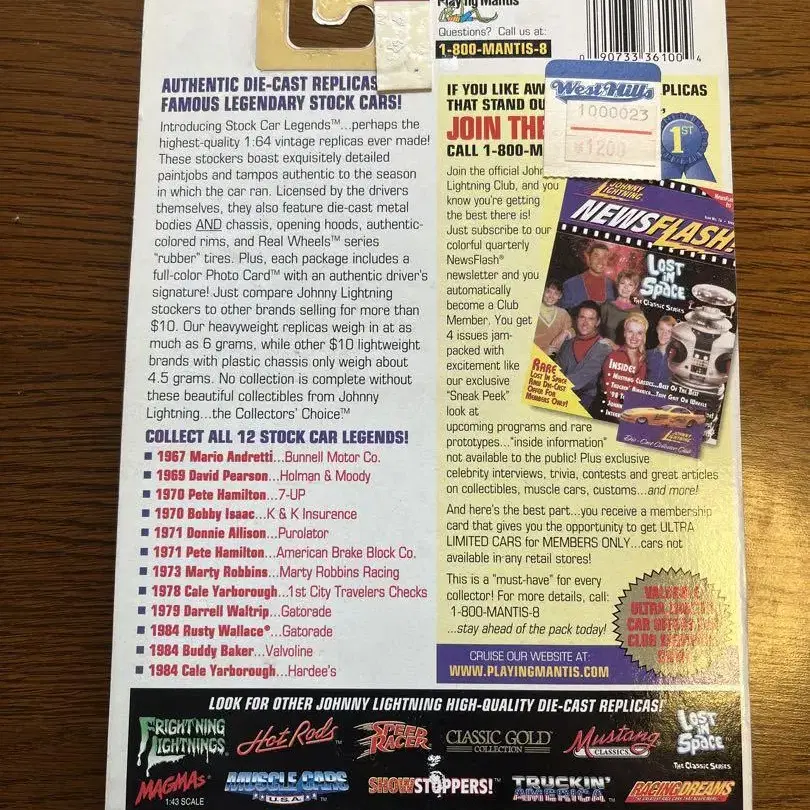 Playing Mantis
Questions? Call us at:
1-800-MANTIS-8
0 90733 36100 4
AUTHENTIC DIE-CAST REPLICAS
FAMOUS LEGENDARY STOCK CARS!
Introducing Stock Car Legends™...perhaps the
highest-quality 1:64 vintage replicas ever made!
These stockers boast exquisitely detailed
paintjobs and tampos authentic to the season
in which the car ran. Licensed by the drivers
themselves, they also feature die-cast metal
bodies AND chassis, opening hoods, authentic-
colored rims, and Real Wheels™ series
"rubber" tires. Plus, each package includes a
full-color Photo Card™ with an authentic driver's
signature! Just compare Johnny Lightning
stockers to other brands selling for more than
$10. Our heavyweight replicas weigh in at as
much as 6 grams, while other $10 lightweight
brands with plastic chassis only weigh about
4.5 grams. No collection is complete without
these beautiful collectibles from Johnny
Lightning...the Collectors' Choice™
COLLECT ALL 12 STOCK CAR LEGENDS!
■ 1967 Mario Andretti...Bunnell Motor Co.
■ 1969 David Pearson...Holman & Moody
■ 1970 Pete Hamilton...7-UP
■ 1970 Bobby Isaac...K & K Insurance
■ 1971 Donnie Allison...Purolator
■ 1971 Pete Hamilton...American Brake Block Co.
■ 1973 Marty Robbins...Marty Robbins Racing
■ 1978 Cale Yarborough...1st City Travelers Checks
■ 1979 Darrell Waltrip...Gatorade
■ 1984 Rusty Wallace®...Gatorade
■ 1984 Buddy Baker...Valvoline
■ 1984 Cale Yarborough...Hardee's
IF YOU LIKE AW PLICAS
THAT STAND OU
JOIN THE
CALL 1-800-M
West Hills
1000023
¥1200
1ST
Join the official John
Lightning Club, and you
know you're getting
the best there is!
Just subscribe to our
colorful quarterly
NewsFlash®
newsletter and you
automatically
become a Club
Member. You get
4 issues jam-
packed with
excitement like
our exclusive
"Sneak Peek"
look at
upcoming programs and rare
prototypes..."inside information"
not available to the public! Plus exclusive
celebrity interviews, trivia, contests and great articles
on collectibles, muscle cars, customs...and more!
JOHNNY
LIGHTNING
NEWSFLASH!
LOST
IN
SPACE
THE CLASSIC SERIES
RARE
LOST IN SPACE
DIE-CAST
OFFER FOR
MEMBERS ONLY!
INSIDE:
And here's the best part...you receive a membership
card that gives you the opportunity to get ULTRA
LIMITED CARS for MEMBERS ONLY...cars not
available in any retail stores!
This is a "must-have" for every
collector! For more details, call:
1-800-MANTIS-8
...stay ahead of the pack today!
CRUISE OUR WEBSITE AT:
WWW.PLAYINGMANTIS.COM
LOOK FOR OTHER JOHNNY LIGHTNING HIGH-QUALITY DIE-CAST REPLICAS!
FRIGHT'NING LIGHTNINGS
Hot Rods
SPEED RACER
CLASSIC GOLD COLLECTION
Mustang CLASSICS
LOST IN SPACE THE CLASSIC SERIES
MAGMAS 1:43 SCALE
MUSCLE CARS U.S.A.
SHOWSTOPPERS!
TRUCKIN' AMERICA
RACING DREAMS